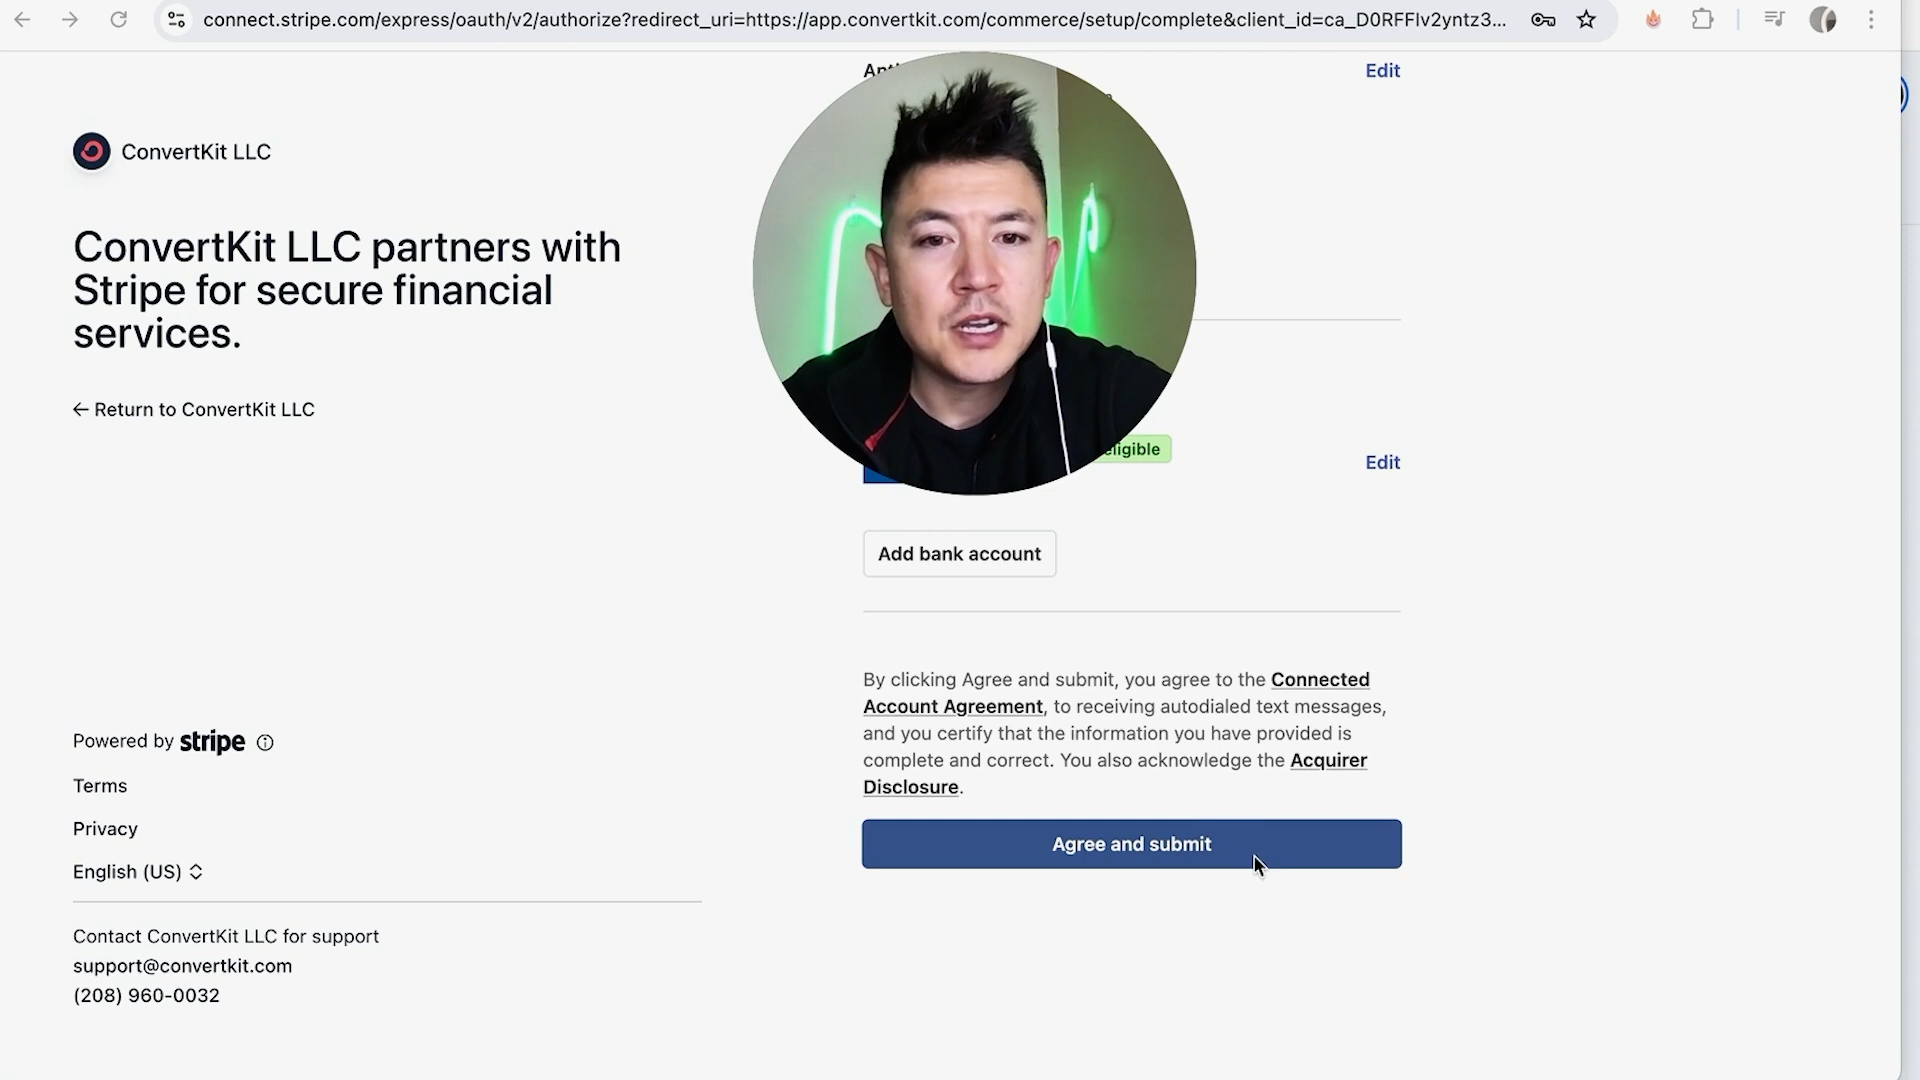 connect.stripe.com/express/oauth/v2/authorize?redirect_uri=https://app.convertkit.com/commerce/setup/complete&client_id=ca_D0RFFIv2yntz3...
Edit
ConvertKit LLC
ConvertKit LLC partners with
Stripe for secure financial
services.
← Return to ConvertKit LLC
eligible
Edit
Add bank account
By clicking Agree and submit, you agree to the Connected
Account Agreement, to receiving autodialed text messages,
and you certify that the information you have provided is
complete and correct. You also acknowledge the Acquirer
Disclosure.
Agree and submit
Powered by stripe
Terms
Privacy
English (US)
Contact ConvertKit LLC for support
support@convertkit.com
(208) 960-0032